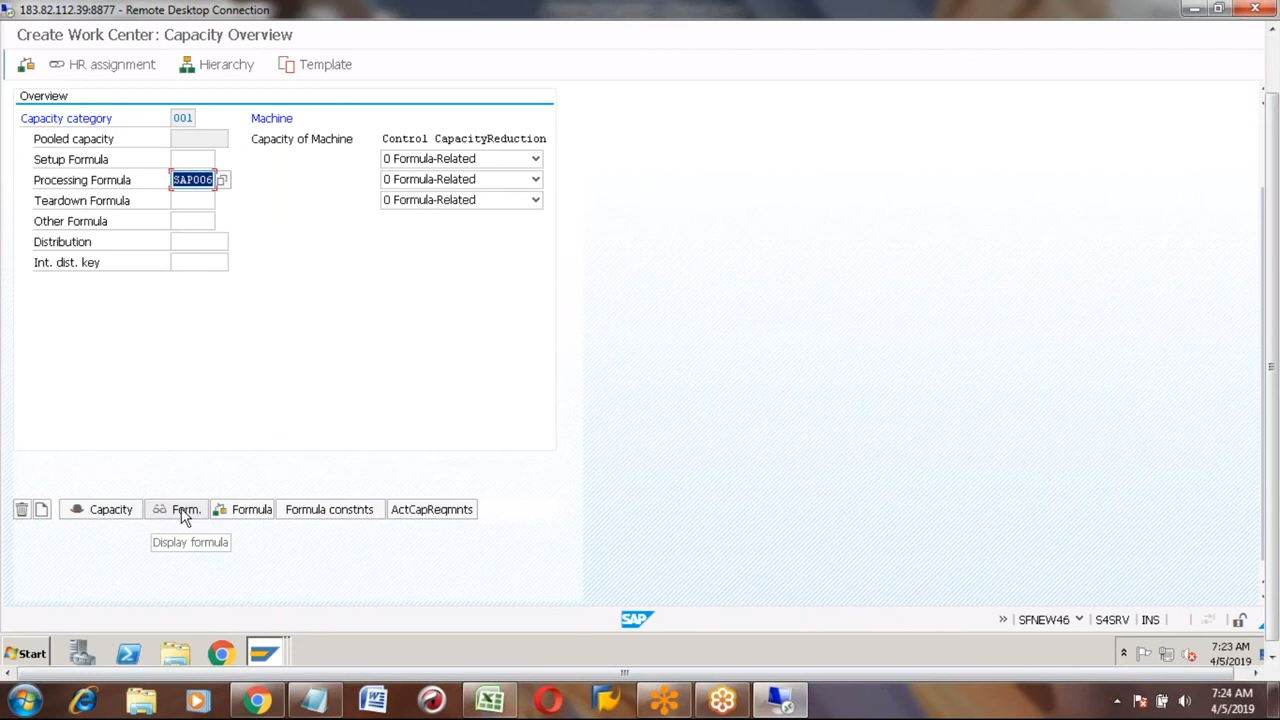 183.82.112.39:8877 - Remote Desktop Connection
Create Work Center: Capacity Overview
HR assignment Hierarchy Template
Overview
Capacity category 001 Machine
Pooled capacity Capacity of Machine Control CapacityReduction
Setup Formula 0 Formula-Related
Processing Formula SAP006 0 Formula-Related
Teardown Formula 0 Formula-Related
Other Formula
Distribution
Int. dist. key
Capacity Form. Formula Formula constnts ActCapReqmnts
Display formula
SAP » SFNEW46 S4SRV INS
Start 7:23 AM
4/5/2019
7:24 AM
4/5/2019